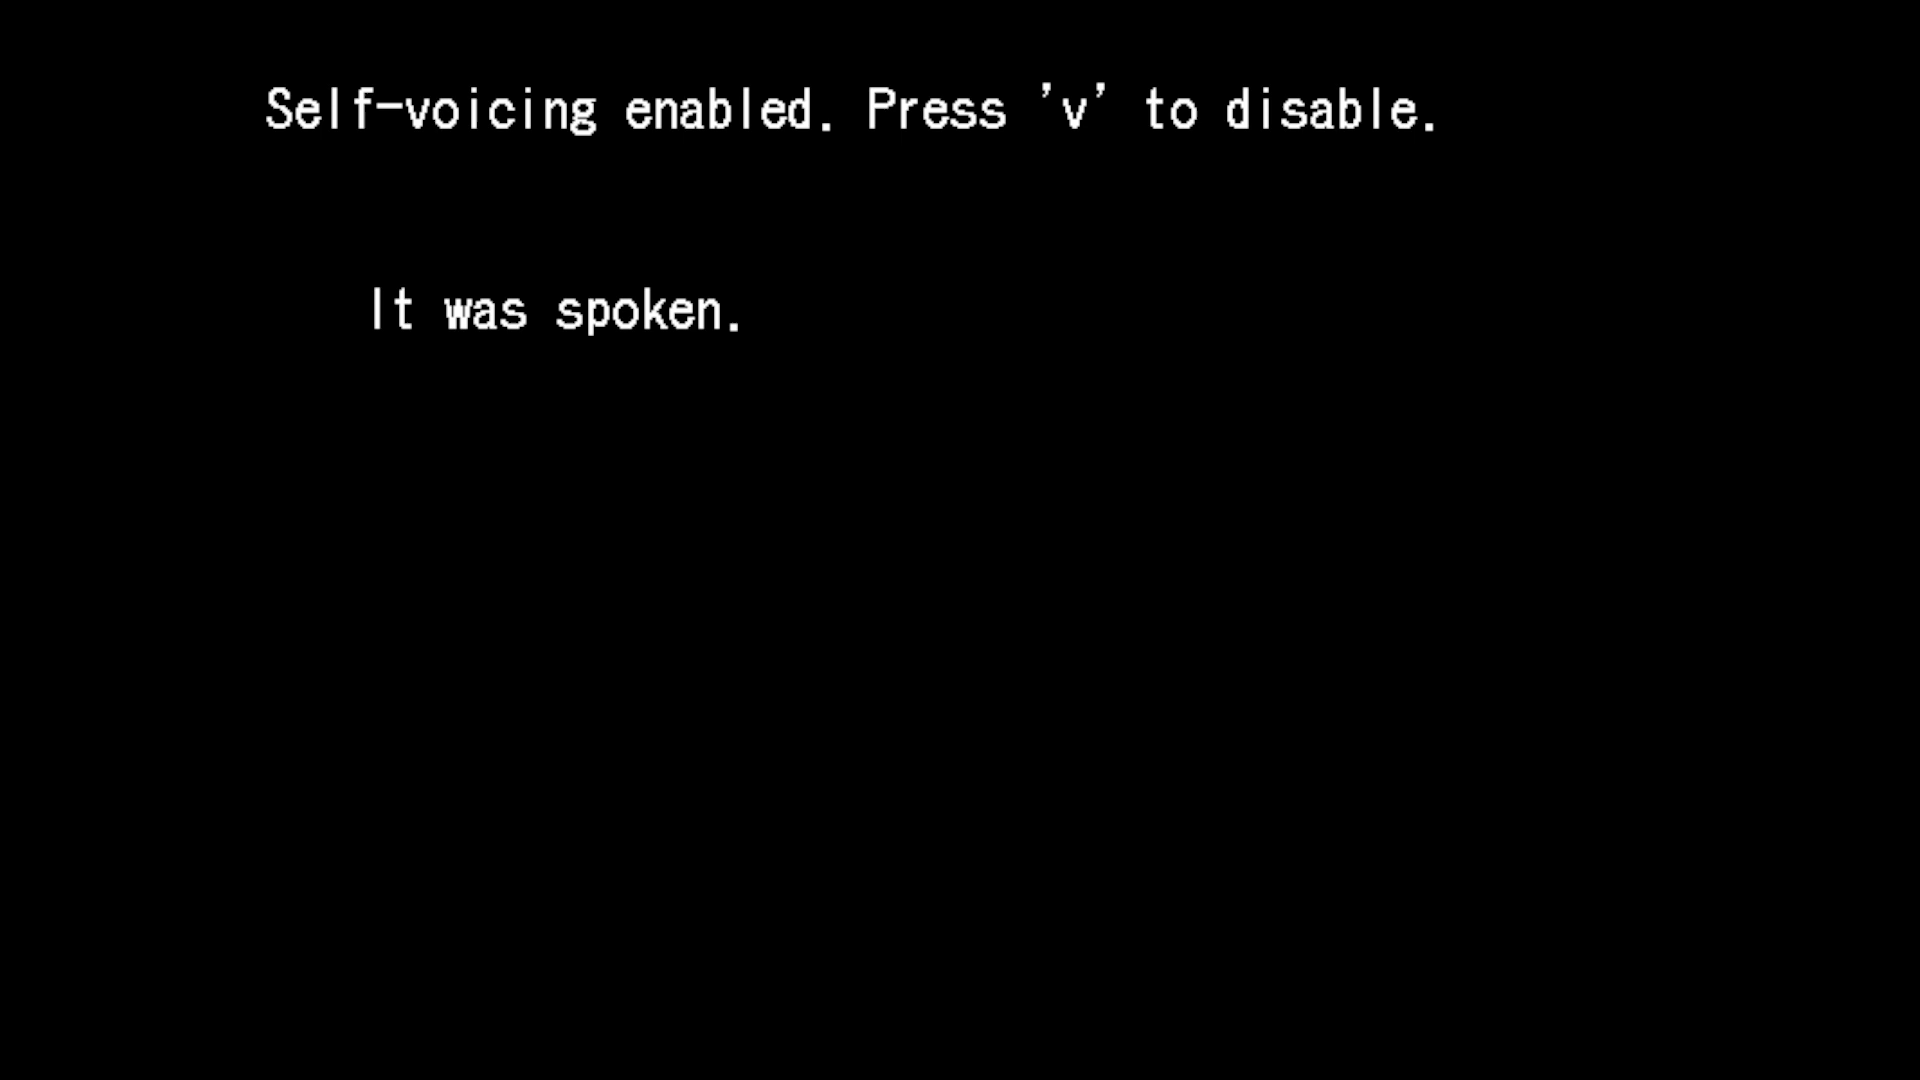 Self-voicing enabled. Press 'v' to disable.
It was spoken.